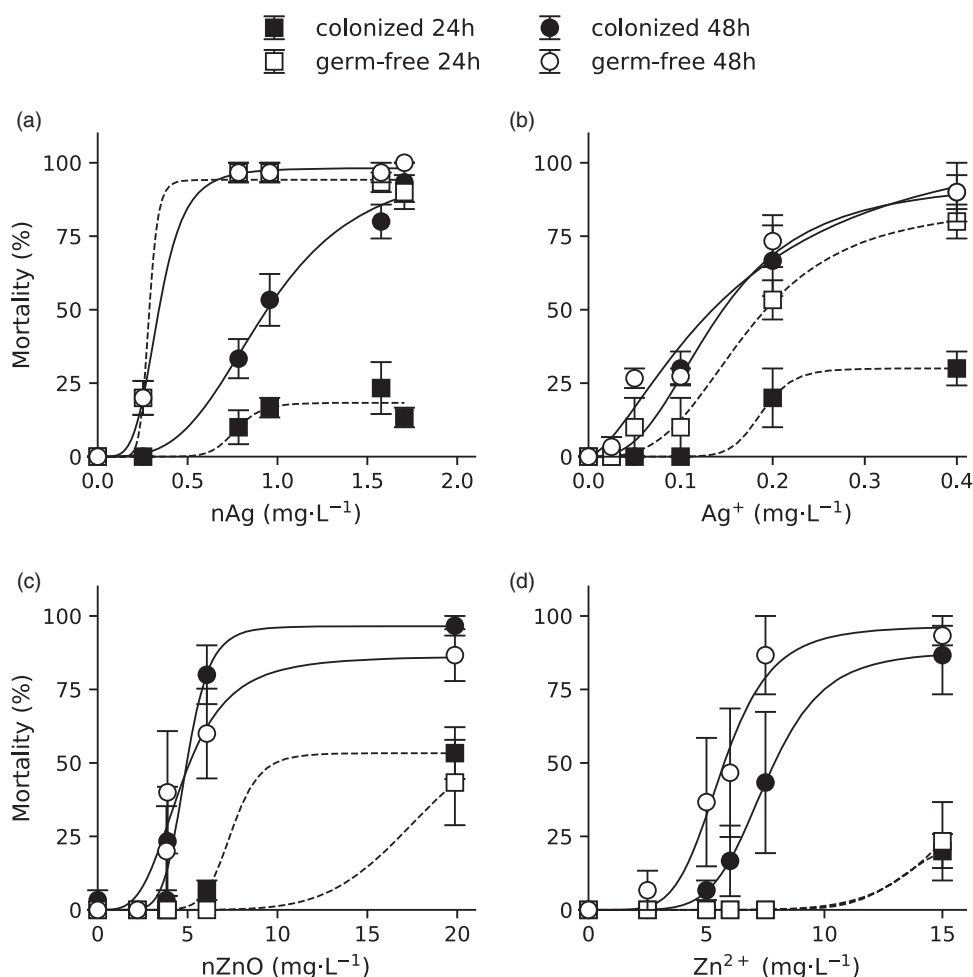 colonized 24h
colonized 48h
germ-free 24h
germ-free 48h
(a)
(b)
100
75
50
25
0
Mortality (%)
0.0
0.5
1.0
1.5
2.0
nAg (mg·L⁻¹)
100
75
50
25
0
0.0
0.1
0.2
0.3
0.4
Ag⁺ (mg·L⁻¹)
(c)
(d)
100
75
50
25
0
Mortality (%)
0
5
10
15
20
nZnO (mg·L⁻¹)
100
75
50
25
0
0
5
10
15
Zn²⁺ (mg·L⁻¹)